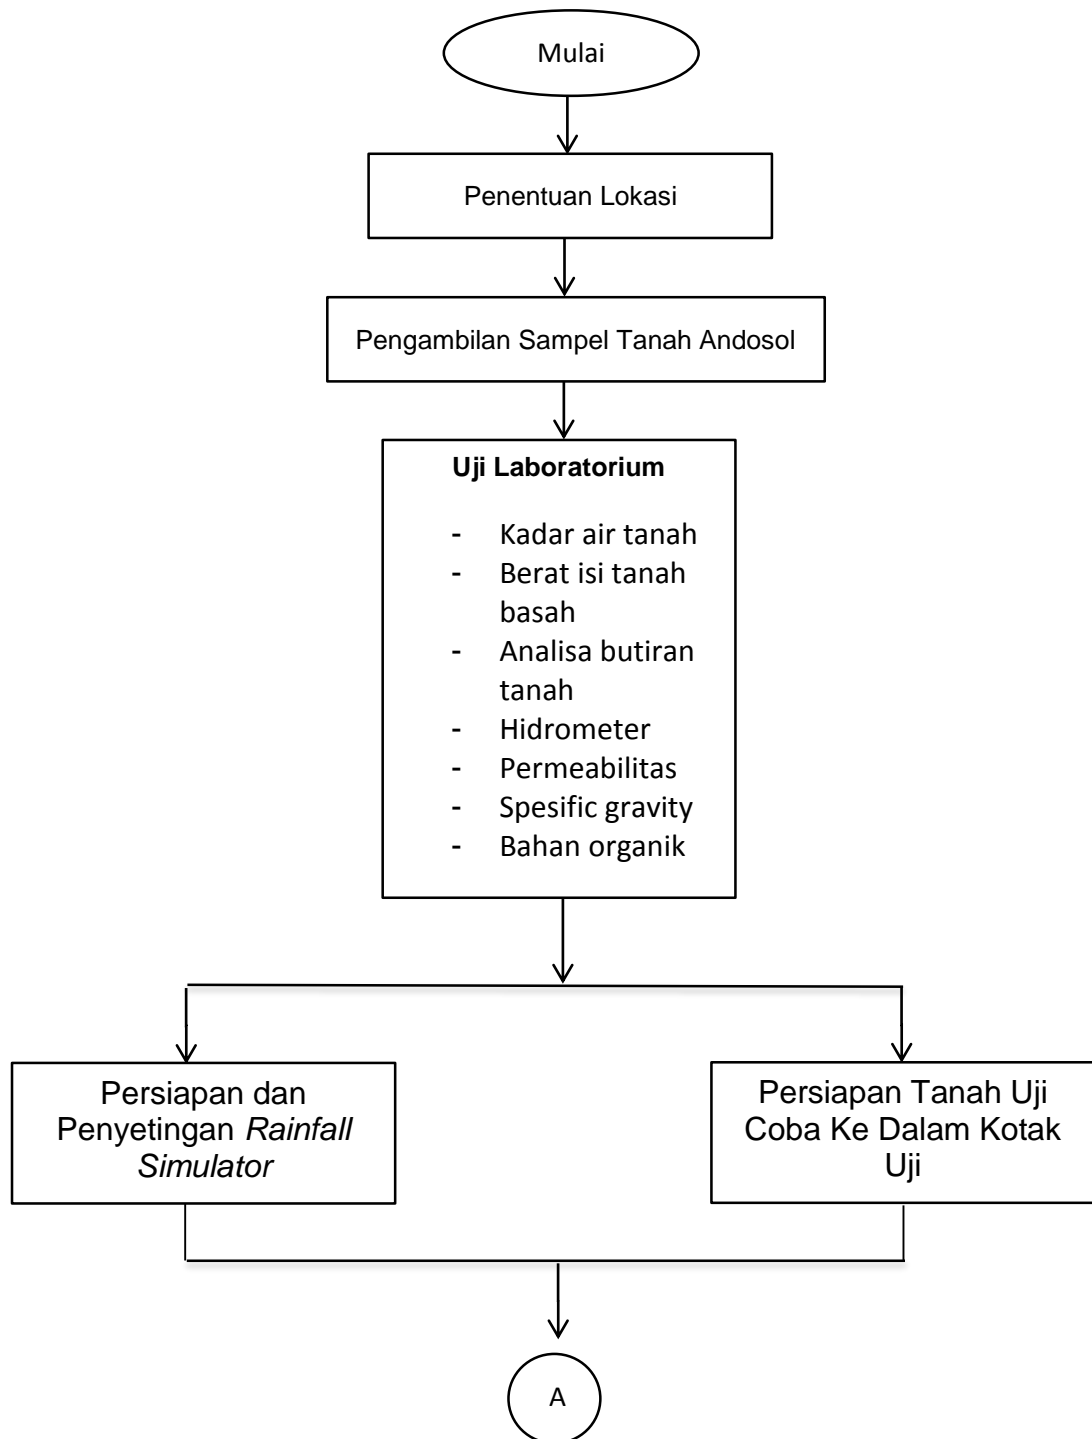 Mulai
Penentuan Lokasi
Pengambilan Sampel Tanah Andosol
Uji Laboratorium
- Kadar air tanah
- Berat isi tanah
basah
- Analisa butiran
tanah
- Hidrometer
- Permeabilitas
- Spesific gravity
- Bahan organik
Persiapan dan
Penyetingan Rainfall
Simulator
Persiapan Tanah Uji
Coba Ke Dalam Kotak
Uji
A